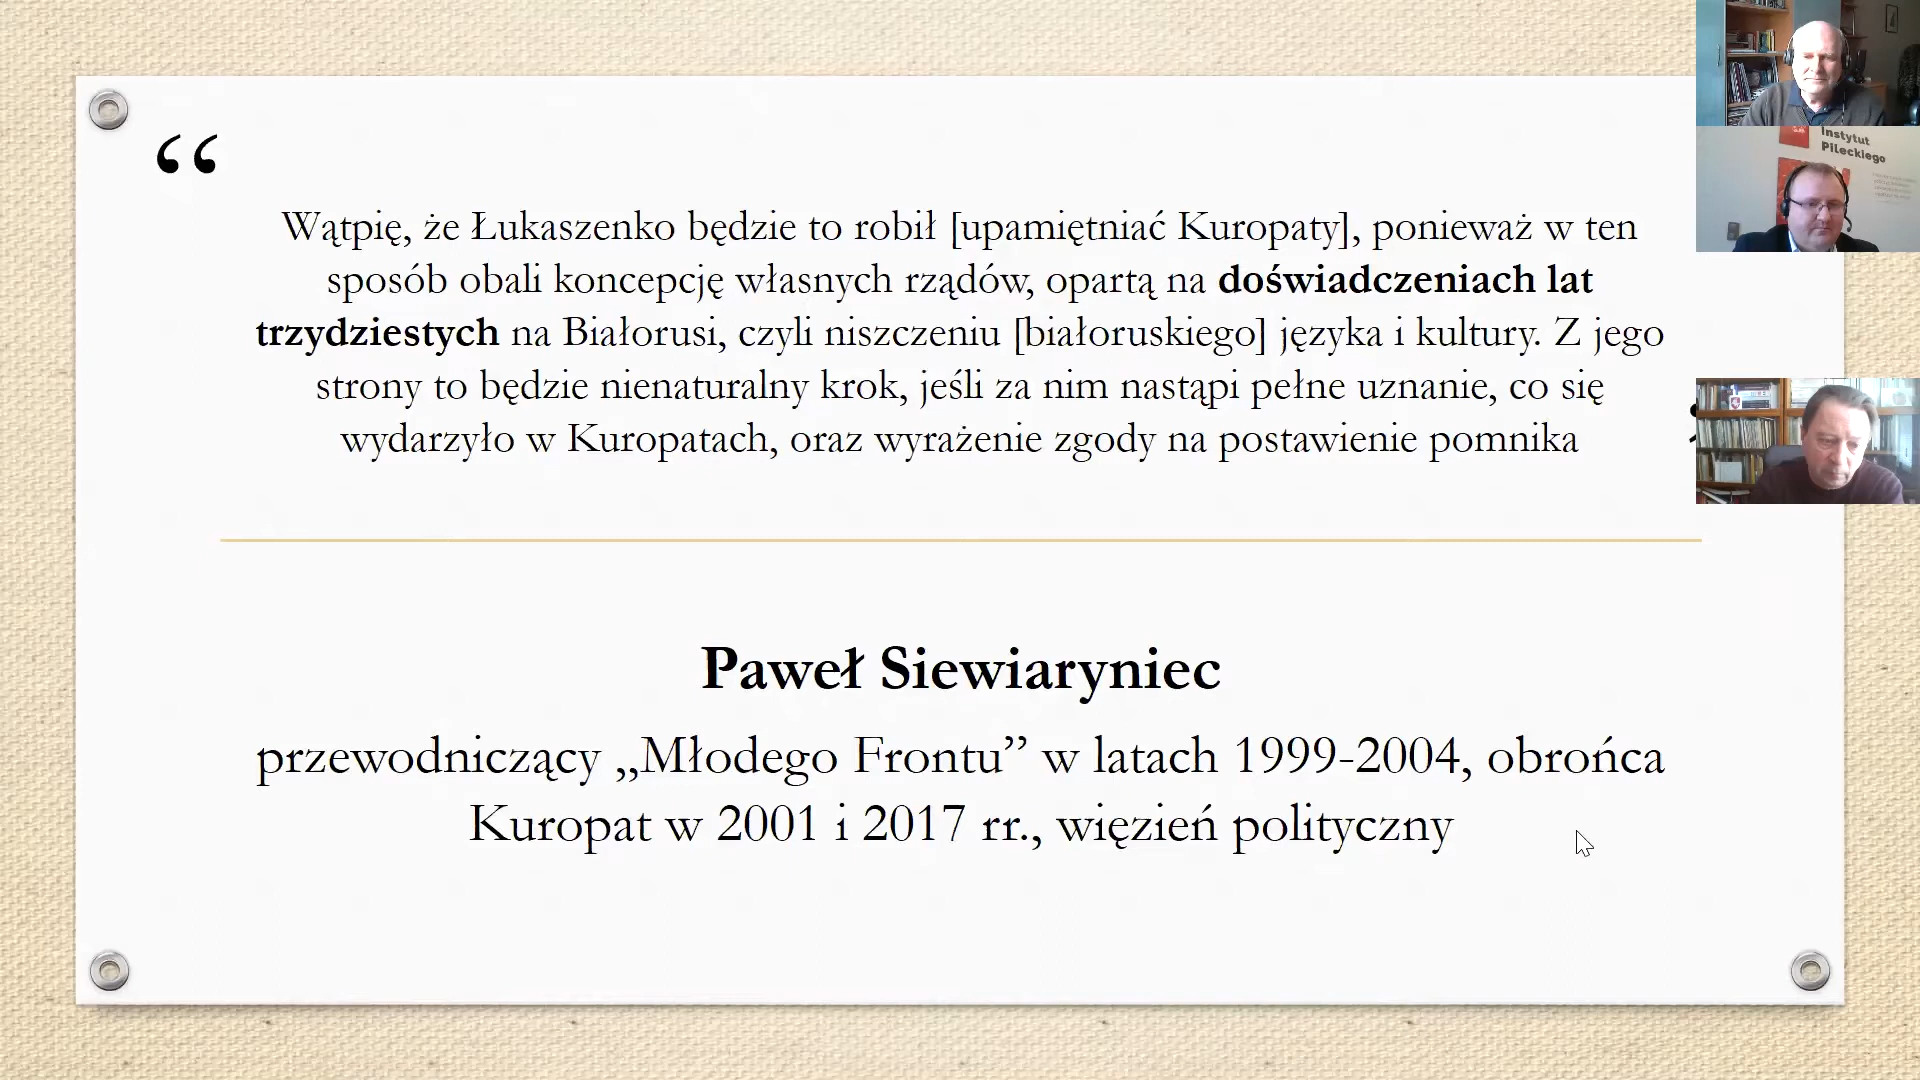 “
Wątpię, że Łukaszenko będzie to robił [upamiętniać Kuropaty], ponieważ w ten
sposób obali koncepcję własnych rządów, opartą na doświadczeniach lat
trzydziestych na Białorusi, czyli niszczeniu [białoruskiego] języka i kultury. Z jego
strony to będzie nienaturalny krok, jeśli za nim nastąpi pełne uznanie, co się
wydarzyło w Kuropatach, oraz wyrażenie zgody na postawienie pomnika
Paweł Siewiaryniec
przewodniczący „Młodego Frontu” w latach 1999-2004, obrońca
Kuropat w 2001 i 2017 rr., więzień polityczny
Instytut
Pileckiego